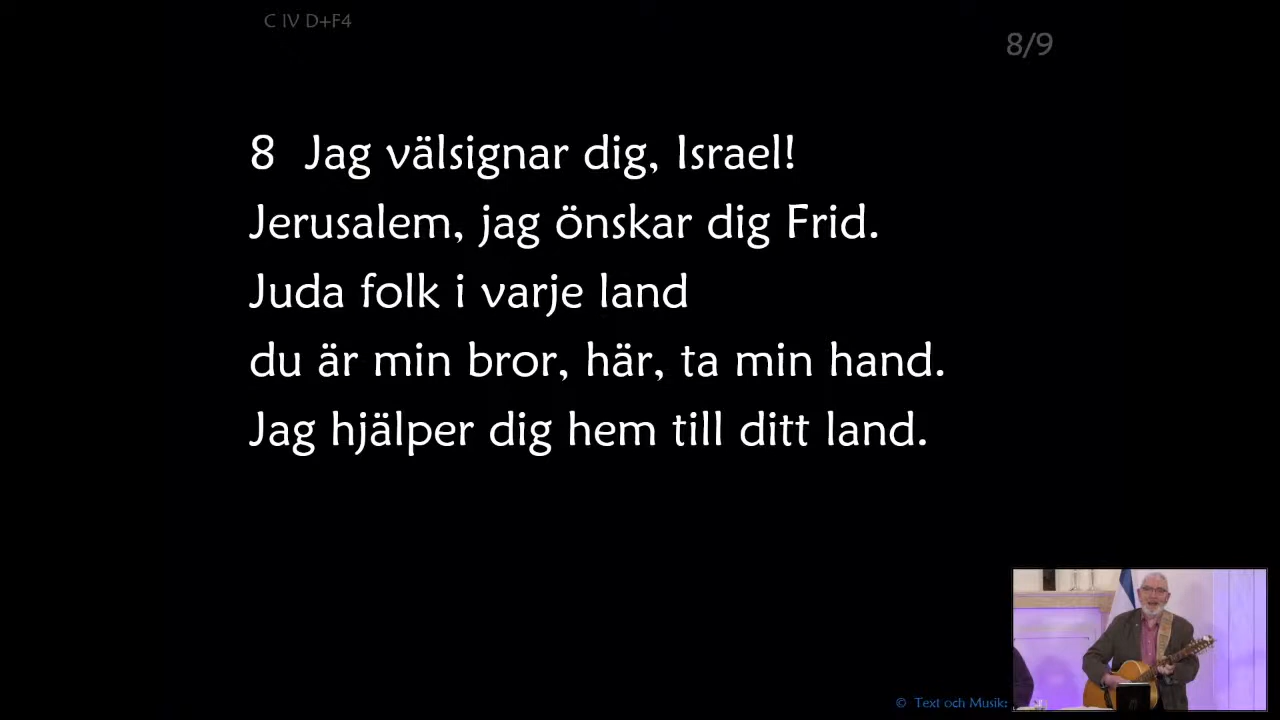 C IV D+F4
8/9
8 Jag välsignar dig, Israel!
Jerusalem, jag önskar dig Frid.
Juda folk i varje land
du är min bror, här, ta min hand.
Jag hjälper dig hem till ditt land.
© Text och Musik: